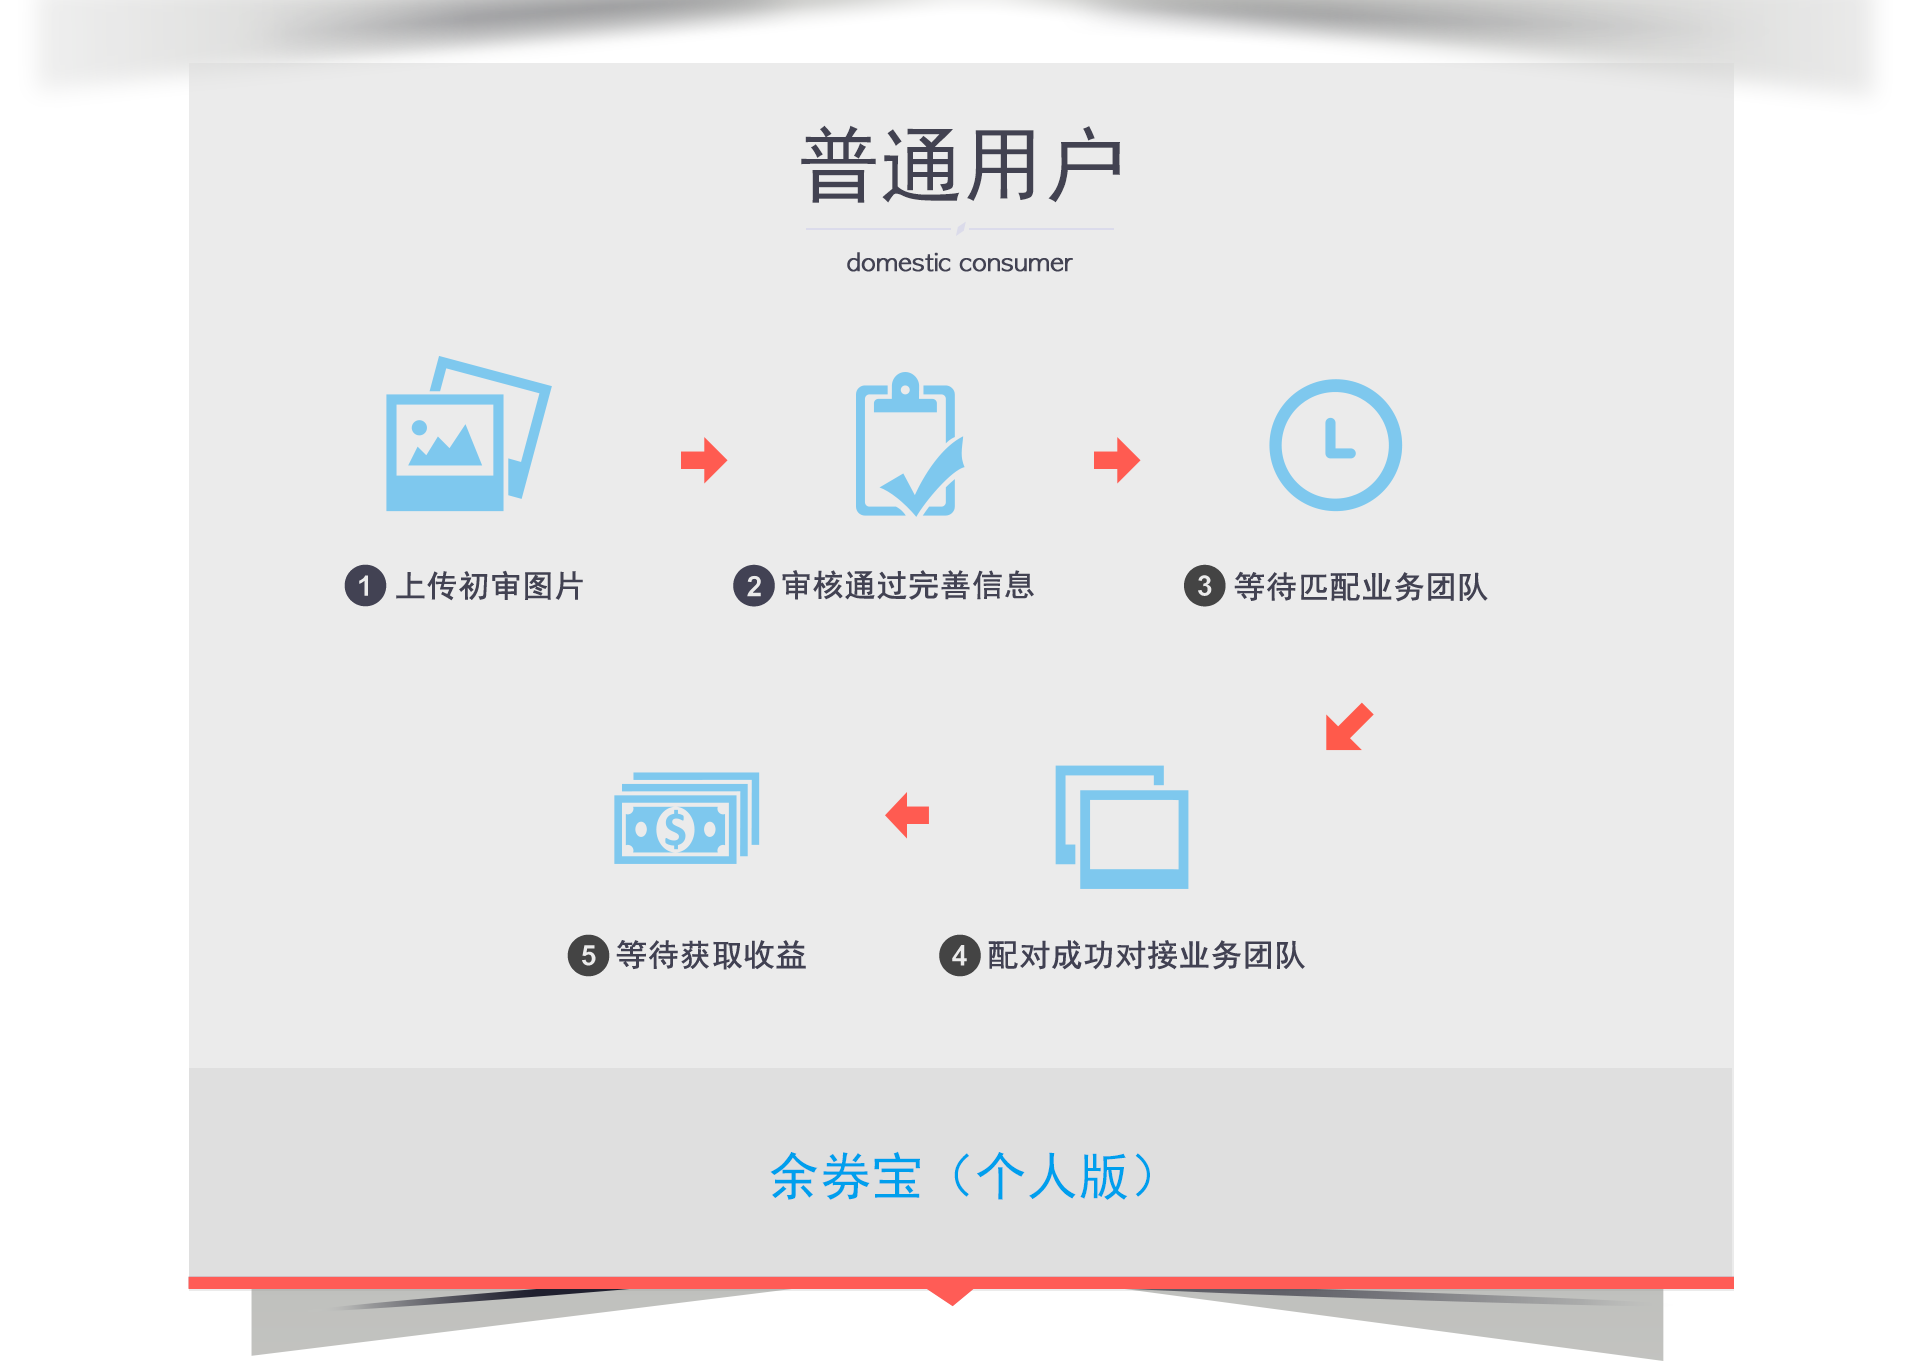 普通用户
domestic consumer
1 上传初审图片
2 审核通过完善信息
3 等待匹配业务团队
5 等待获取收益
4 配对成功对接业务团队
余券宝（个人版）